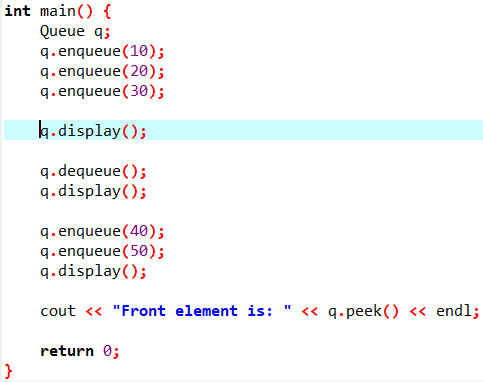 int main() {
    Queue q;
    q.enqueue(10);
    q.enqueue(20);
    q.enqueue(30);

    q.display();

    q.dequeue();
    q.display();

    q.enqueue(40);
    q.enqueue(50);
    q.display();

    cout << "Front element is: " << q.peek() << endl;

    return 0;
}